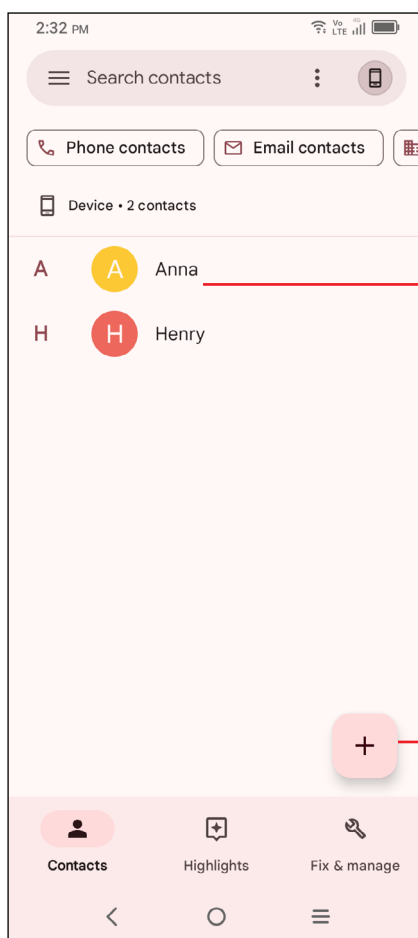 2:32 PM
Vo LTE 4G
Search contacts
Phone contacts
Email contacts
Device • 2 contacts
A A Anna
H H Henry
Contacts Highlights Fix & manage